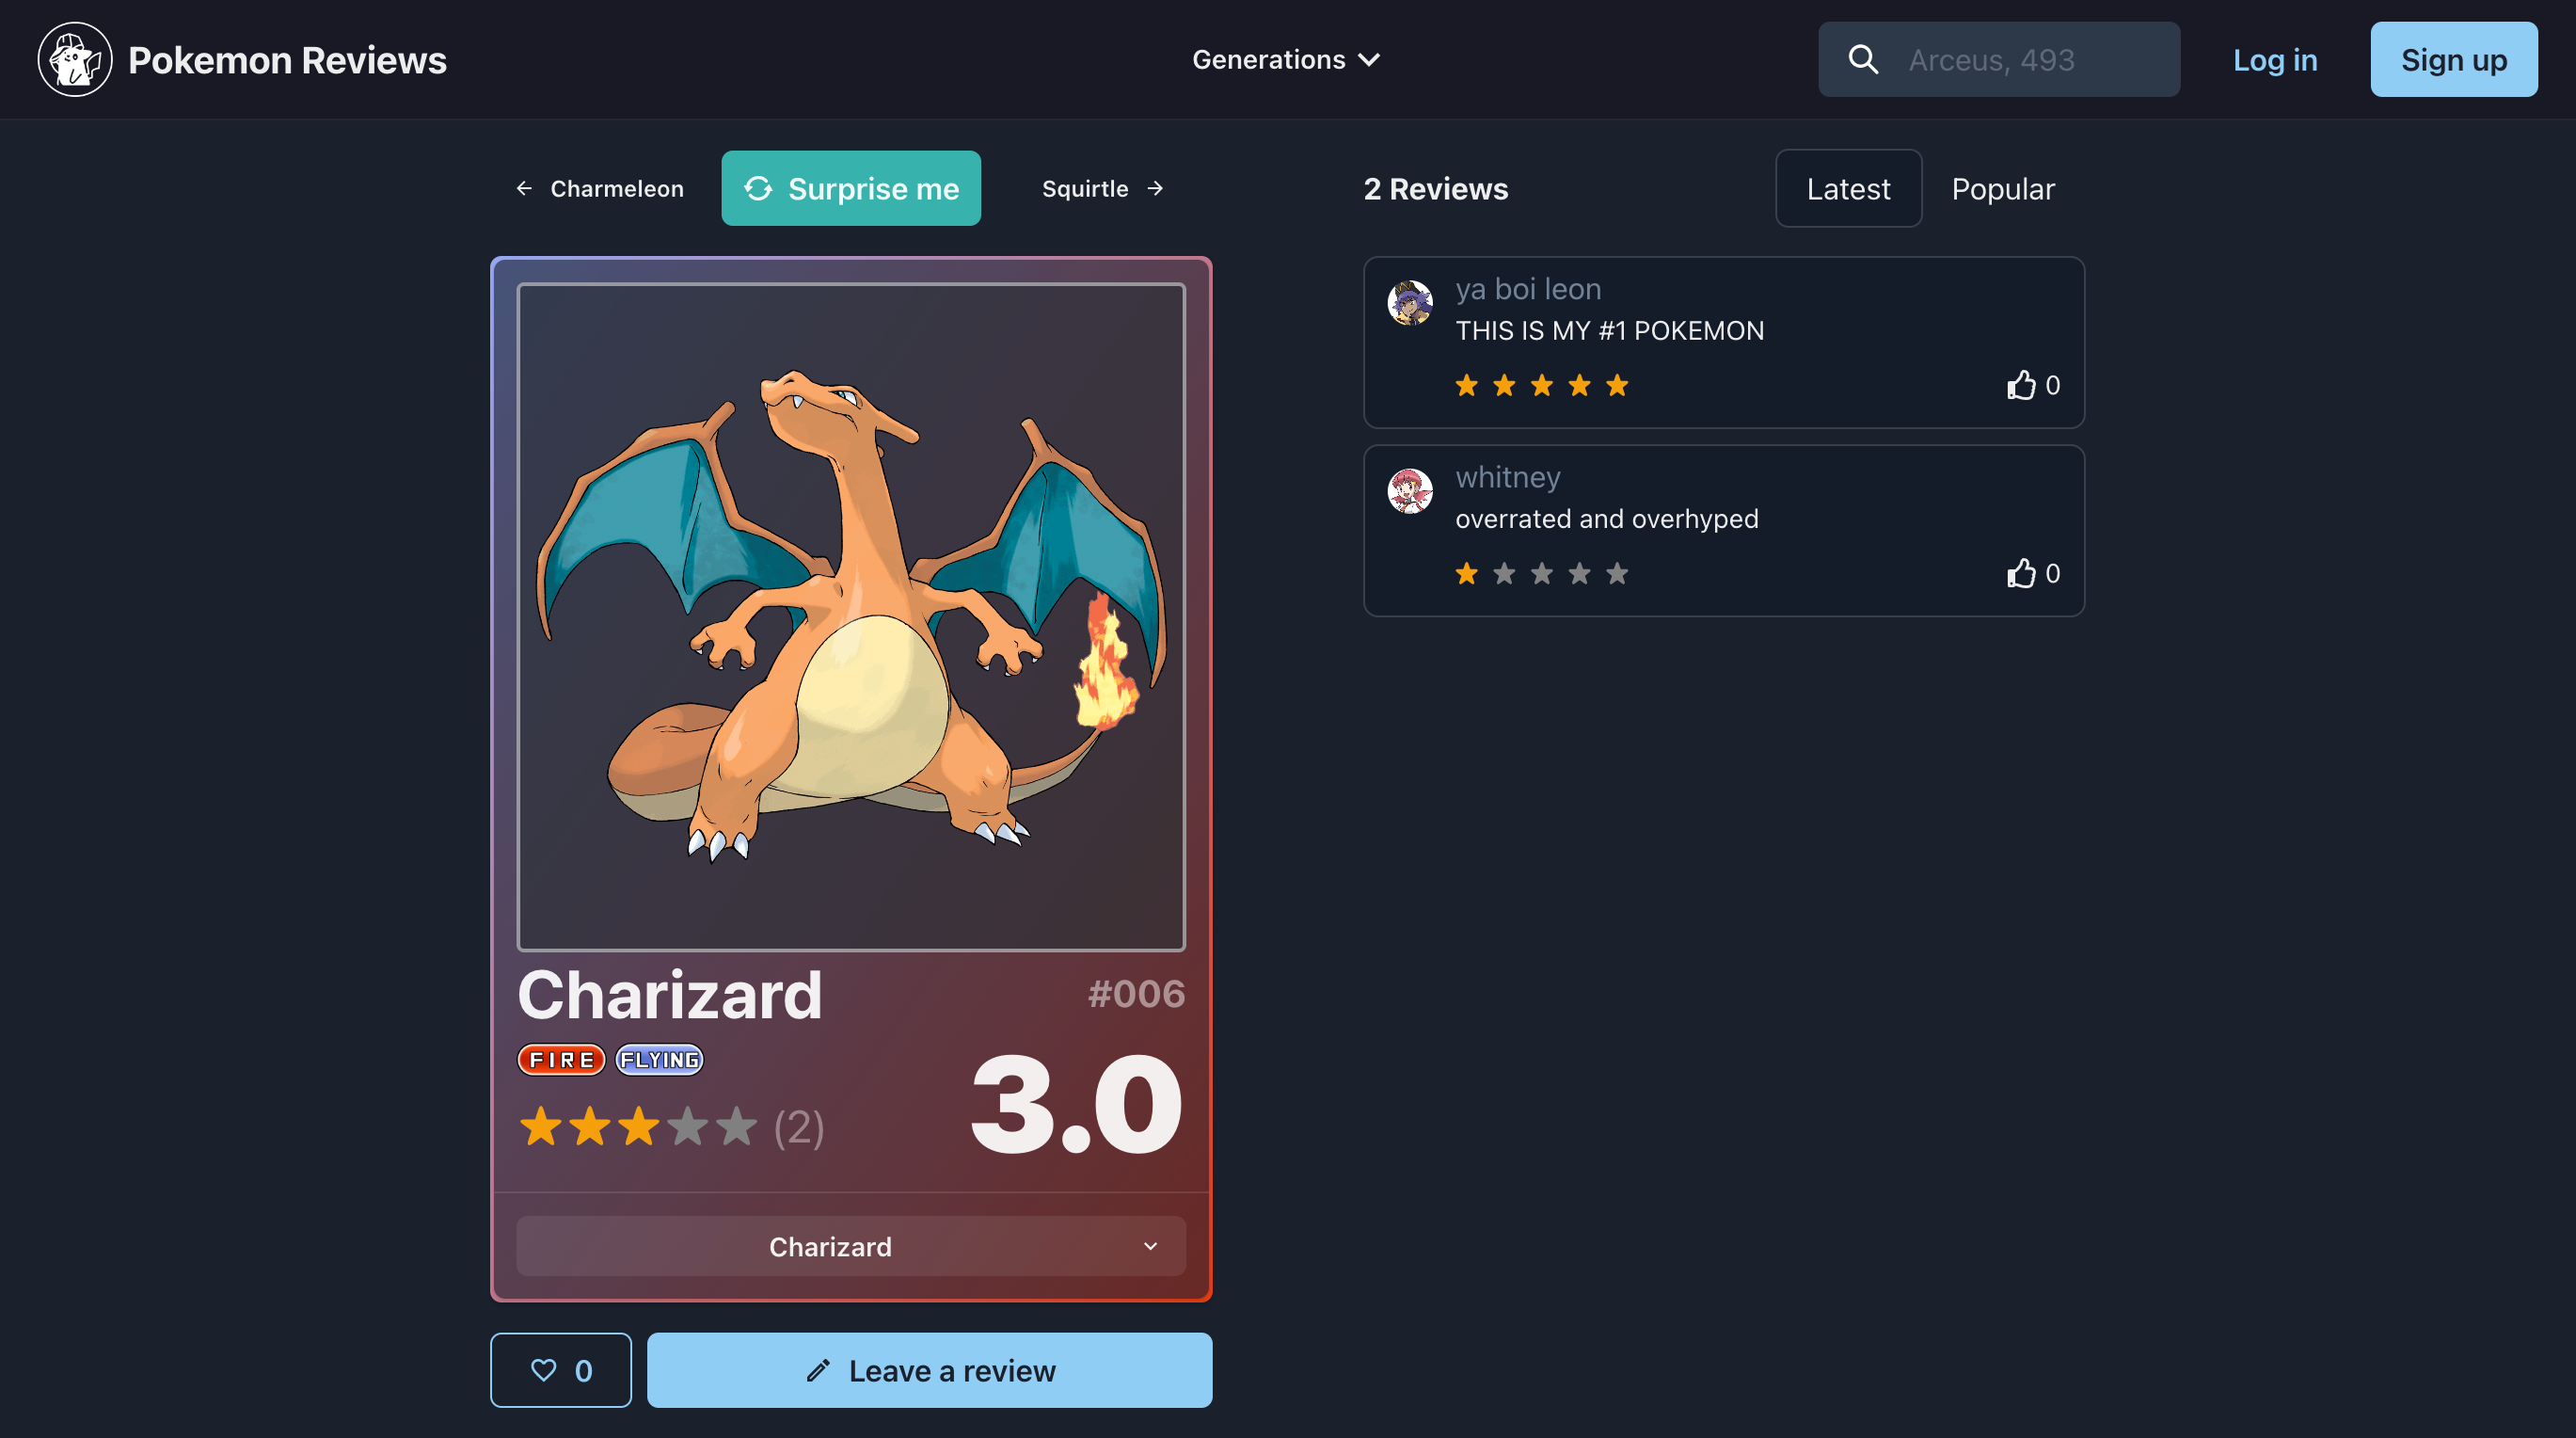 Pokemon Reviews
Generations
Arceus, 493
Log in
Sign up
Charmeleon
Surprise me
Squirtle
2 Reviews
Latest
Popular
ya boi leon
THIS IS MY #1 POKEMON
0
whitney
overrated and overhyped
0
Charizard
#006
FIRE
FLYING
(2)
3.0
Charizard
0
Leave a review